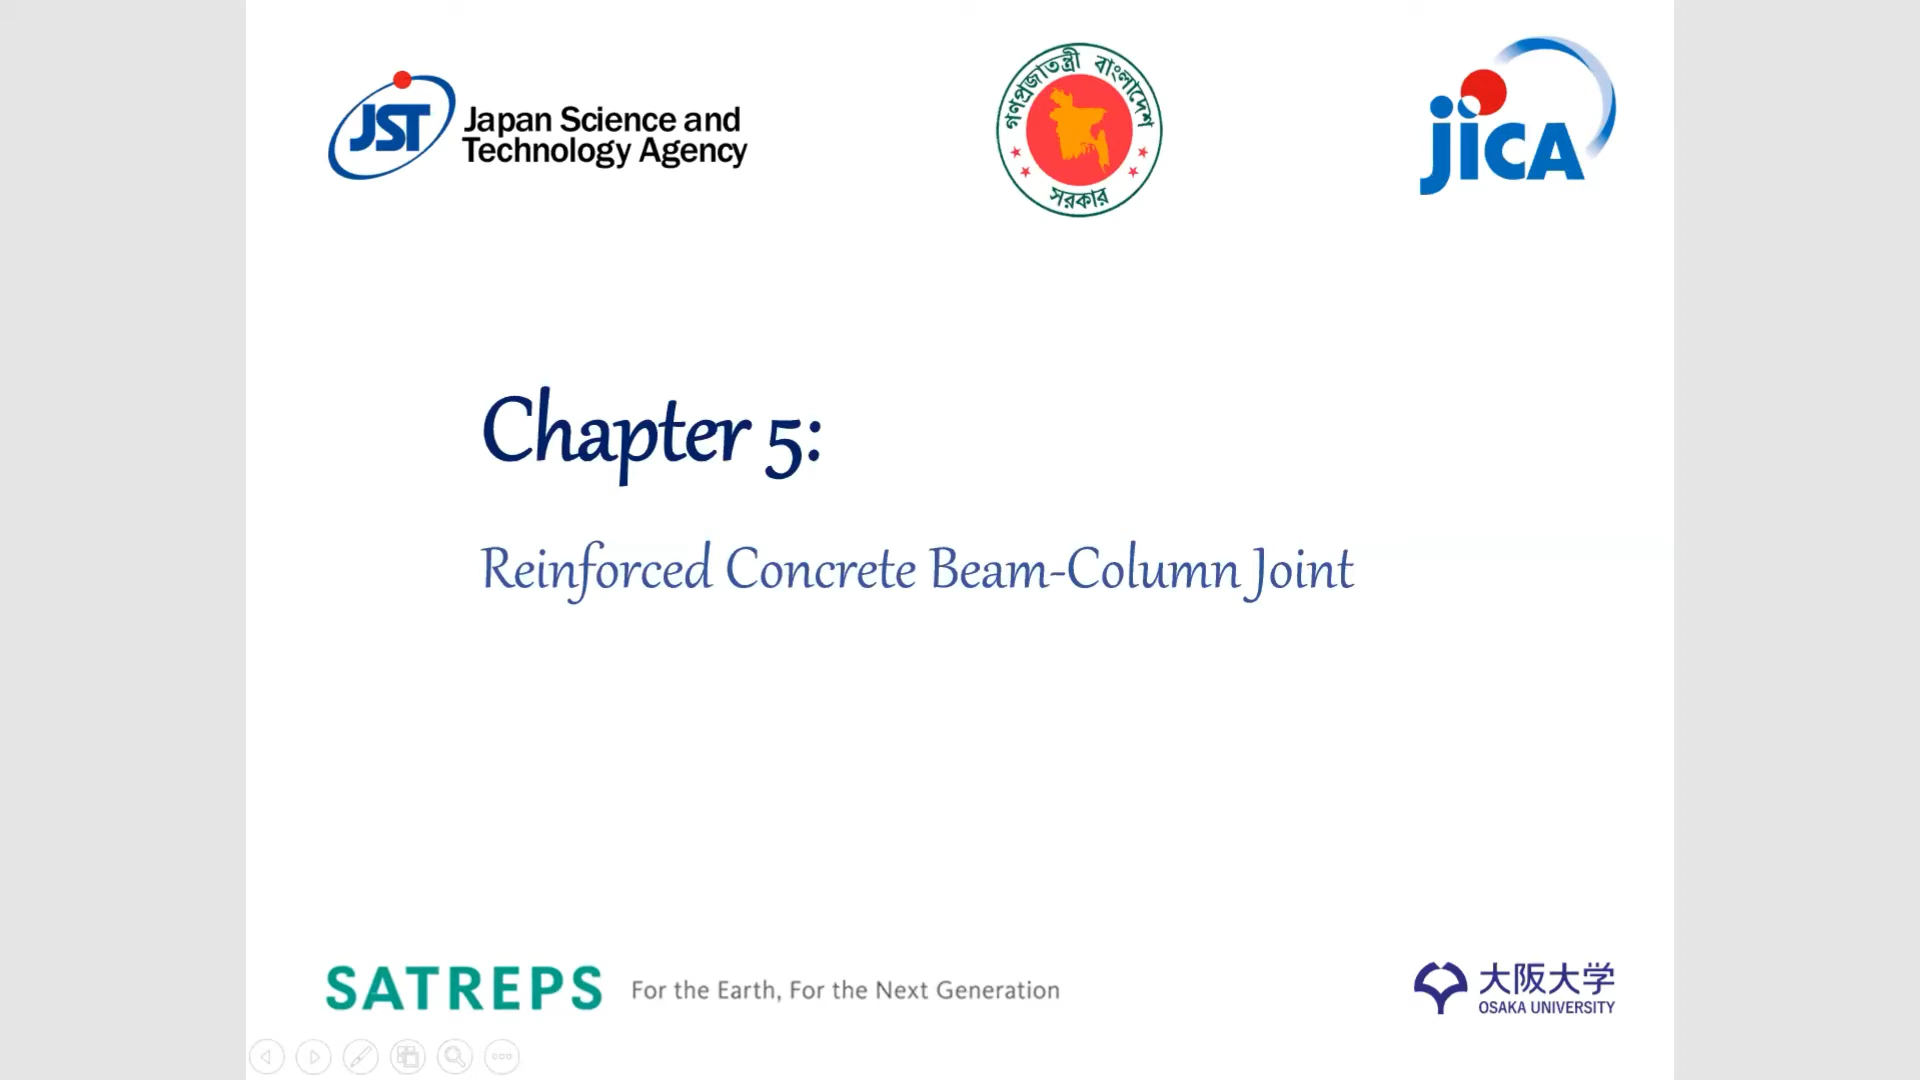 JST
Japan Science and
Technology Agency
গণপ্রজাতন্ত্রী বাংলাদেশ
সরকার
jICA
Chapter 5:
Reinforced Concrete Beam-Column Joint
SATREPS For the Earth, For the Next Generation
大阪大学
OSAKA UNIVERSITY